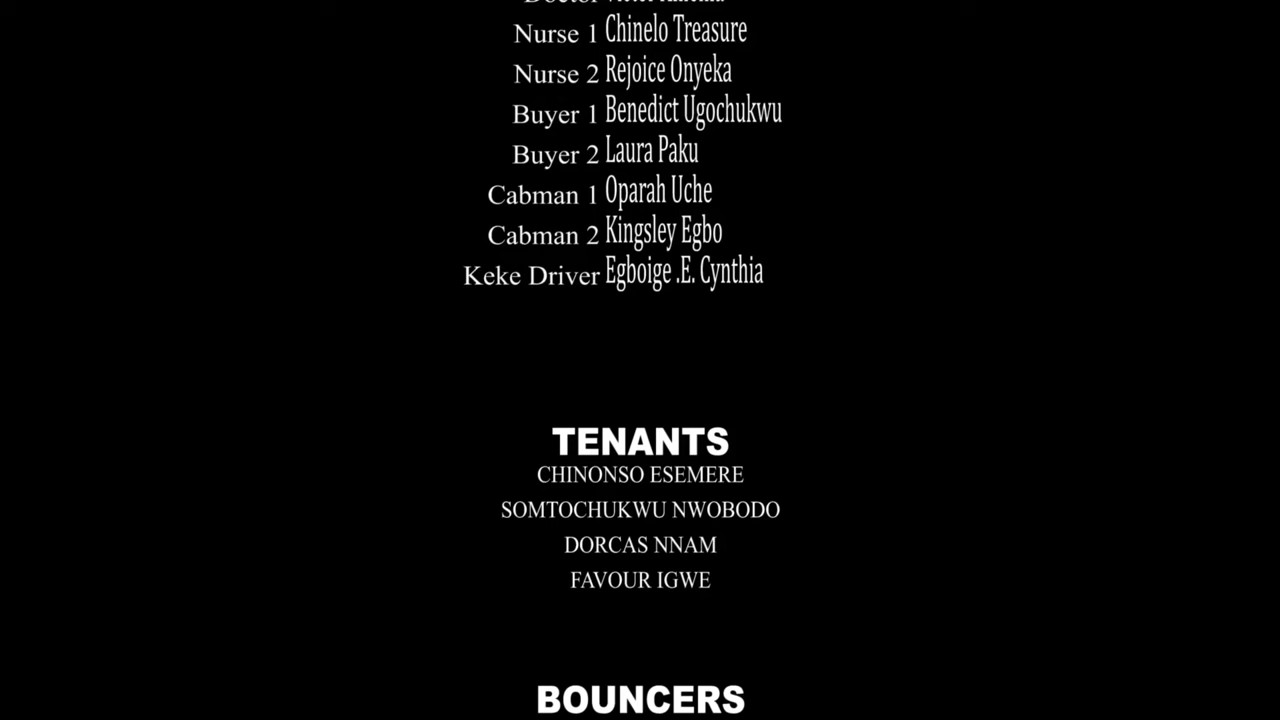 Doctor
Nurse 1 Chinelo Treasure
Nurse 2 Rejoice Onyeka
Buyer 1 Benedict Ugochukwu
Buyer 2 Laura Paku
Cabman 1 Oparah Uche
Cabman 2 Kingsley Egbo
Keke Driver Egboige .E. Cynthia
TENANTS
CHINONSO ESEMERE
SOMTOCHUKWU NWOBODO
DORCAS NNAM
FAVOUR IGWE
BOUNCERS